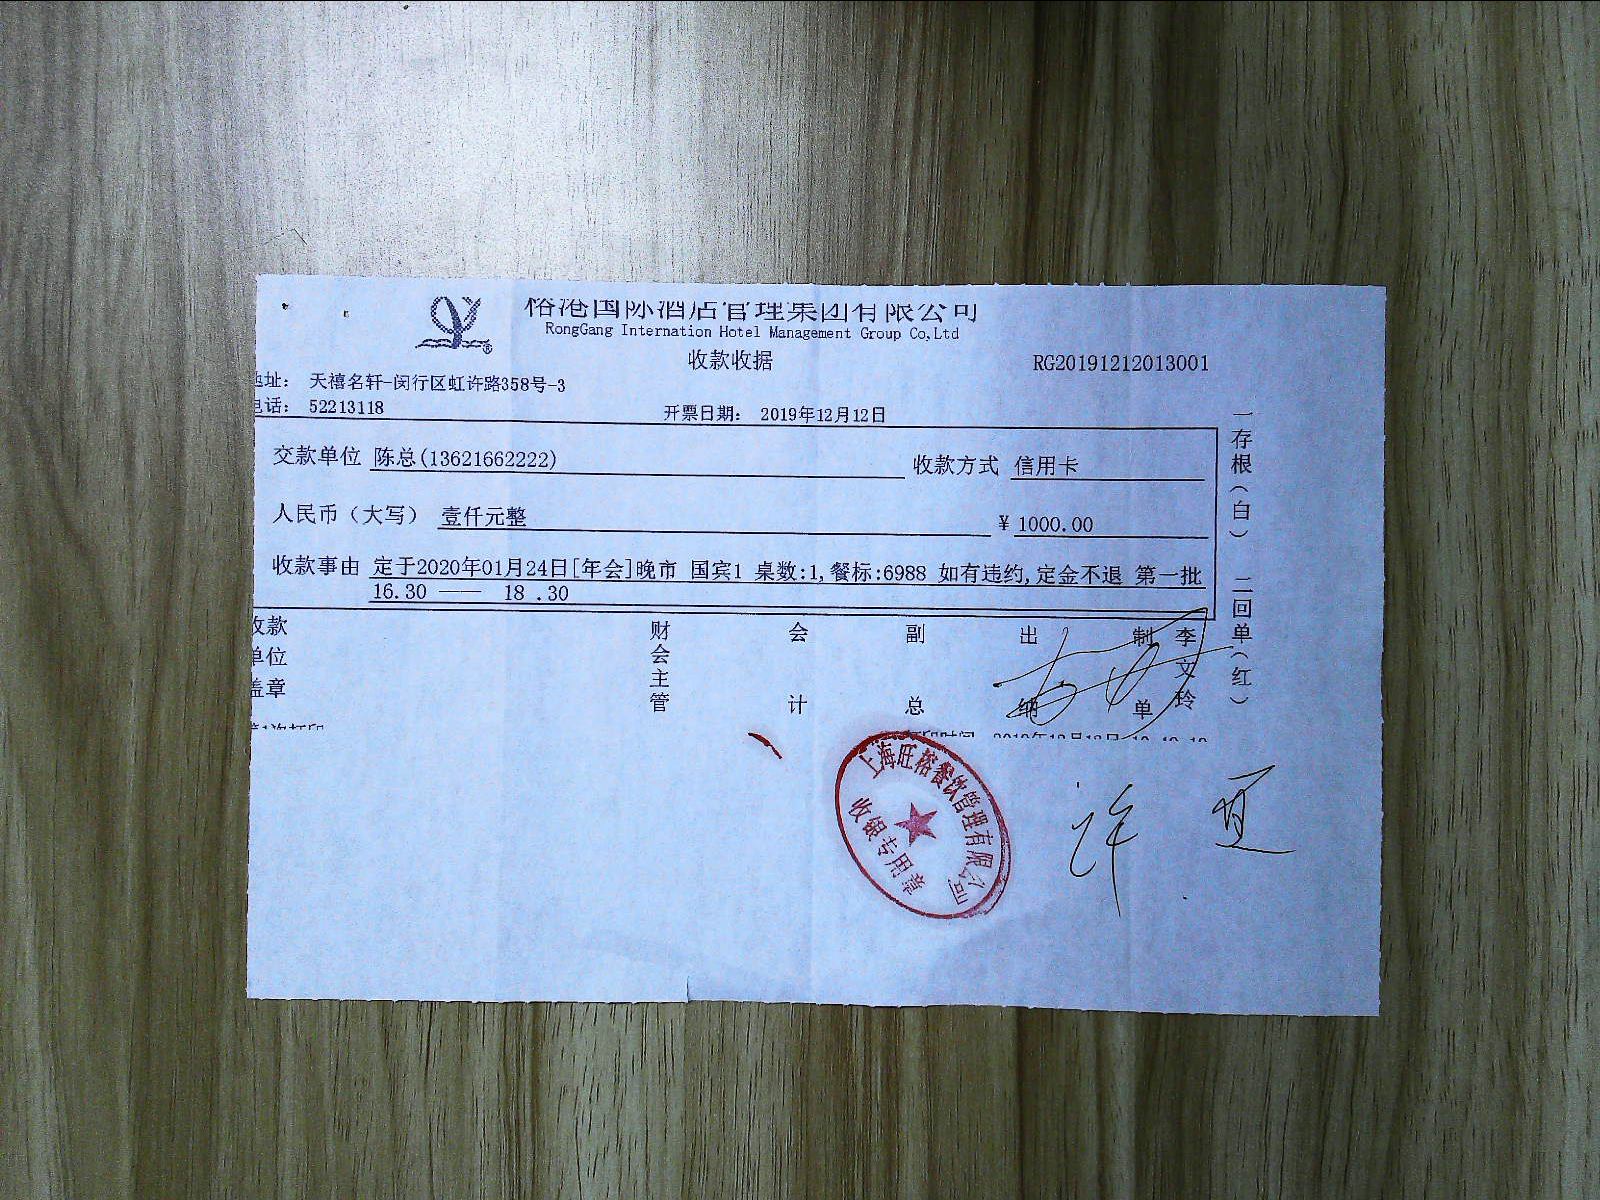 榕港国际酒店管理集团有限公司
RongGang Internation Hotel Management Group Co,Ltd
收款收据
RG20191212013001
地址： 天禧名轩-闵行区虹许路358号-3
电话： 52213118
开票日期： 2019年12月12日
交款单位 陈总(13621662222)
收款方式 信用卡
人民币（大写） 壹仟元整
¥ 1000.00
收款事由 定于2020年01月24日[年会]晚市 国宾1 桌数:1,餐标:6988 如有违约,定金不退 第一批
16.30 —— 18 .30
收款单位盖章
财会主管
会计
副总
出纳
制单
李文玲
一存根（白） 二回单（红）
第1次打印
上海旺榕餐饮管理有限公司
收银专用章